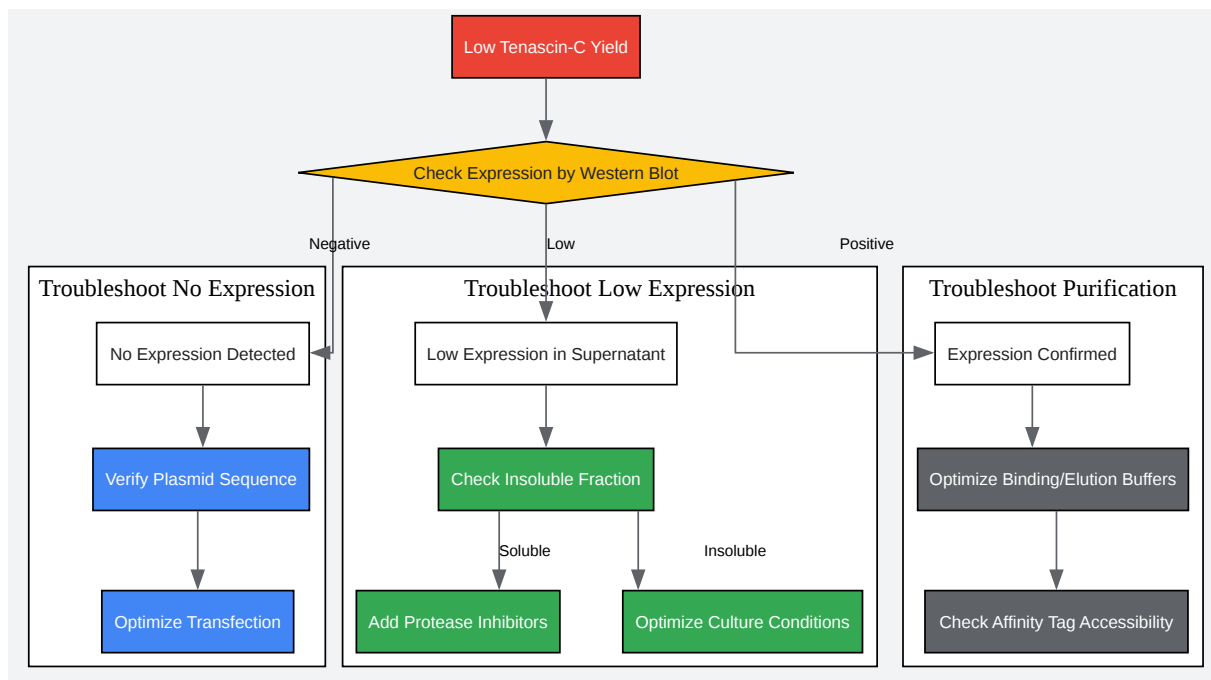 Low Tenascin-C Yield
Check Expression by Western Blot
Negative
Low
Positive
Troubleshoot No Expression
Troubleshoot Low Expression
Troubleshoot Purification
No Expression Detected
Low Expression in Supernatant
Expression Confirmed
Verify Plasmid Sequence
Check Insoluble Fraction
Optimize Binding/Elution Buffers
Soluble
Insoluble
Optimize Transfection
Add Protease Inhibitors
Optimize Culture Conditions
Check Affinity Tag Accessibility